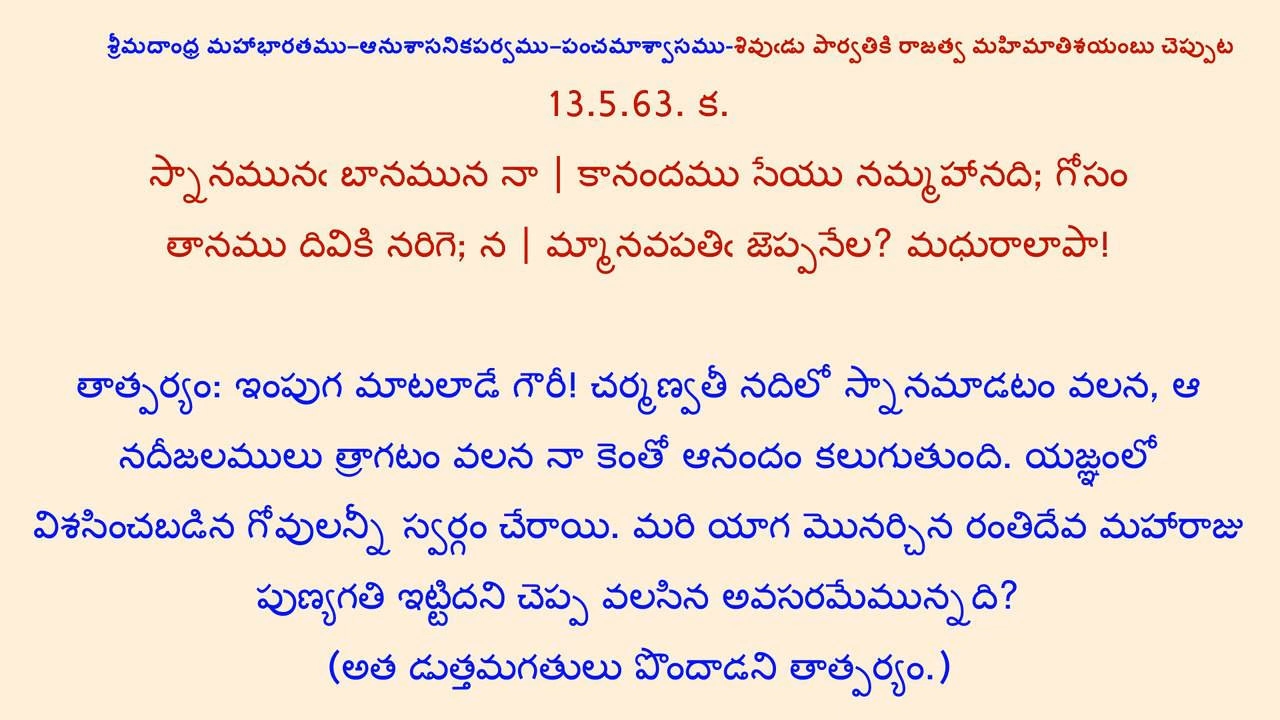 శ్రీమదాంధ్ర మహాభారతము–ఆనుశాసనికపర్వము–పంచమాశ్వాసము-శివుఁడు పార్వతికి రాజత్వ మహిమాతిశయంబు చెప్పుట
13.5.63. క.
స్నానమునఁ బానమున నా | కానందము సేయు నమ్మహానది; గోసం
తానము దివికి నరిగె; న | మ్మానవపతిఁ జెప్పనేల? మధురాలాపా!
తాత్పర్యం: ఇంపుగ మాటలాడే గౌరీ! చర్మణ్వతీ నదిలో స్నానమాడటం వలన, ఆ
నదీజలములు త్రాగటం వలన నా కెంతో ఆనందం కలుగుతుంది. యజ్ఞంలో
విశసించబడిన గోవులన్నీ స్వర్గం చేరాయి. మరి యాగ మొనర్చిన రంతిదేవ మహారాజు
పుణ్యగతి ఇట్టిదని చెప్ప వలసిన అవసరమేమున్నది?
(అత డుత్తమగతులు పొందాడని తాత్పర్యం.)